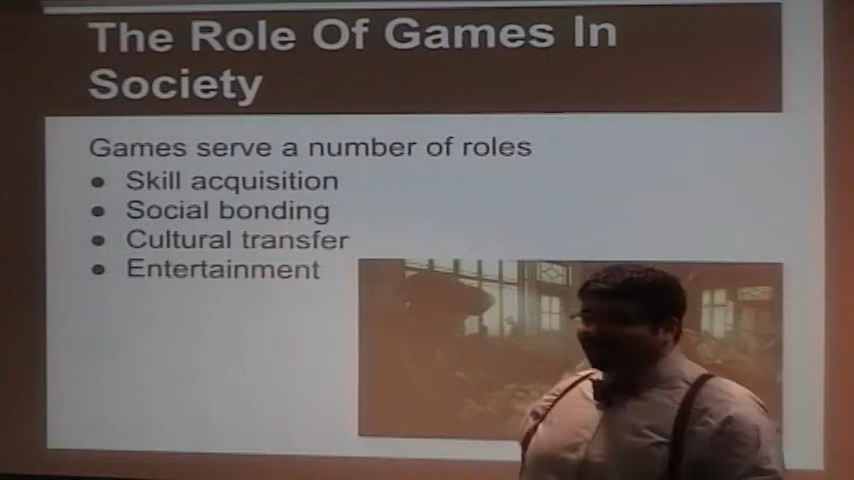 The Role Of Games In
Society
Games serve a number of roles
● Skill acquisition
● Social bonding
● Cultural transfer
● Entertainment